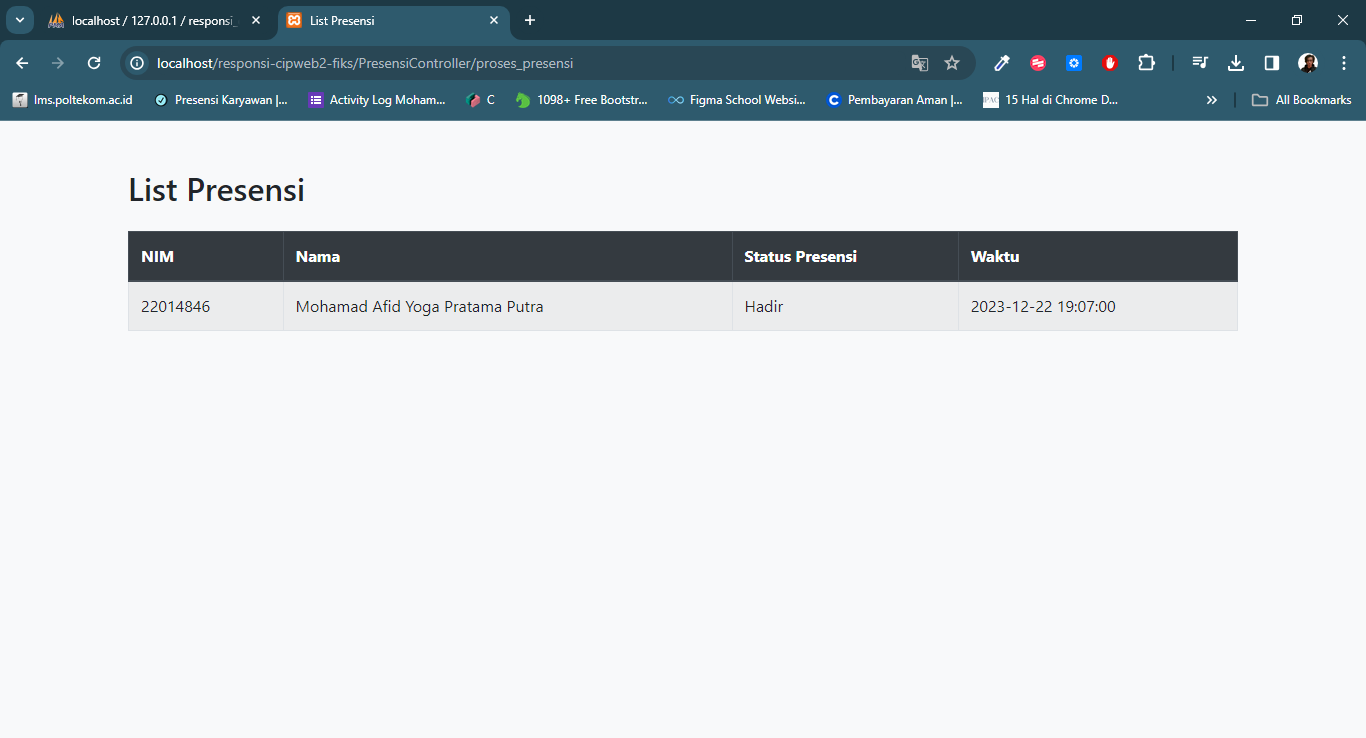 localhost / 127.0.0.1 / responsi_
List Presensi
localhost/responsi-cipweb2-fiks/PresensiController/proses_presensi
lms.poltekom.ac.id
Presensi Karyawan |...
Activity Log Moham...
C
1098+ Free Bootstr...
Figma School Websi...
Pembayaran Aman |...
15 Hal di Chrome D...
All Bookmarks
List Presensi
NIM Nama Status Presensi Waktu
22014846 Mohamad Afid Yoga Pratama Putra Hadir 2023-12-22 19:07:00